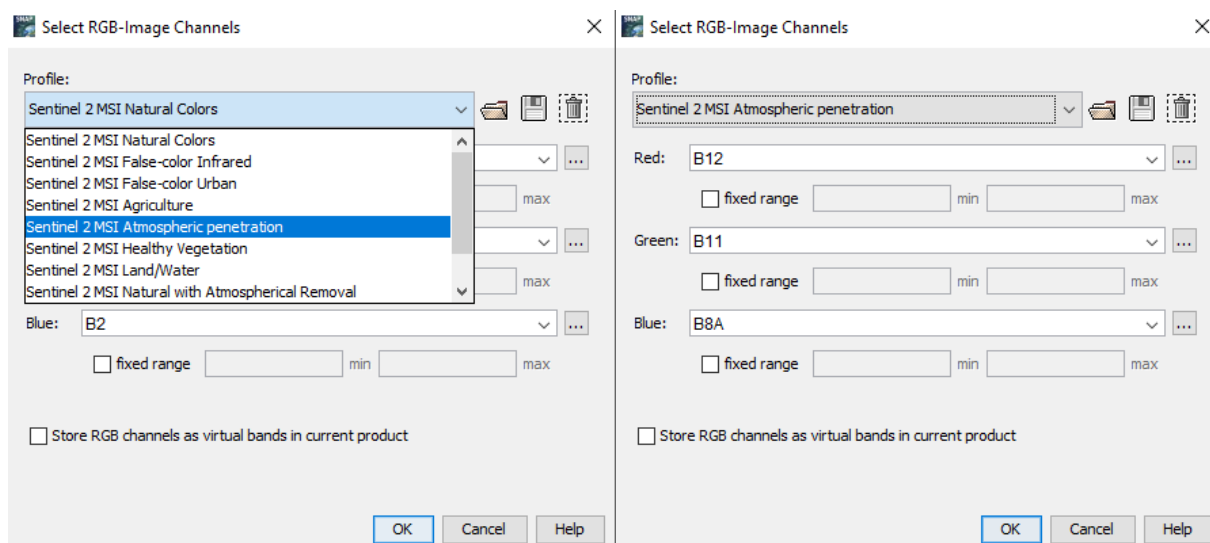 SNAP Select RGB-Image Channels
Profile:
Sentinel 2 MSI Natural Colors
Sentinel 2 MSI Natural Colors
Sentinel 2 MSI False-color Infrared
Sentinel 2 MSI False-color Urban
Sentinel 2 MSI Agriculture
Sentinel 2 MSI Atmospheric penetration
Sentinel 2 MSI Healthy Vegetation
Sentinel 2 MSI Land/Water
Sentinel 2 MSI Natural with Atmospherical Removal
...
max
...
max
Blue: B2 ...
fixed range min max
Store RGB channels as virtual bands in current product
OK Cancel Help
SNAP Select RGB-Image Channels
Profile:
Sentinel 2 MSI Atmospheric penetration
Red: B12 ...
fixed range min max
Green: B11 ...
fixed range min max
Blue: B8A ...
fixed range min max
Store RGB channels as virtual bands in current product
OK Cancel Help